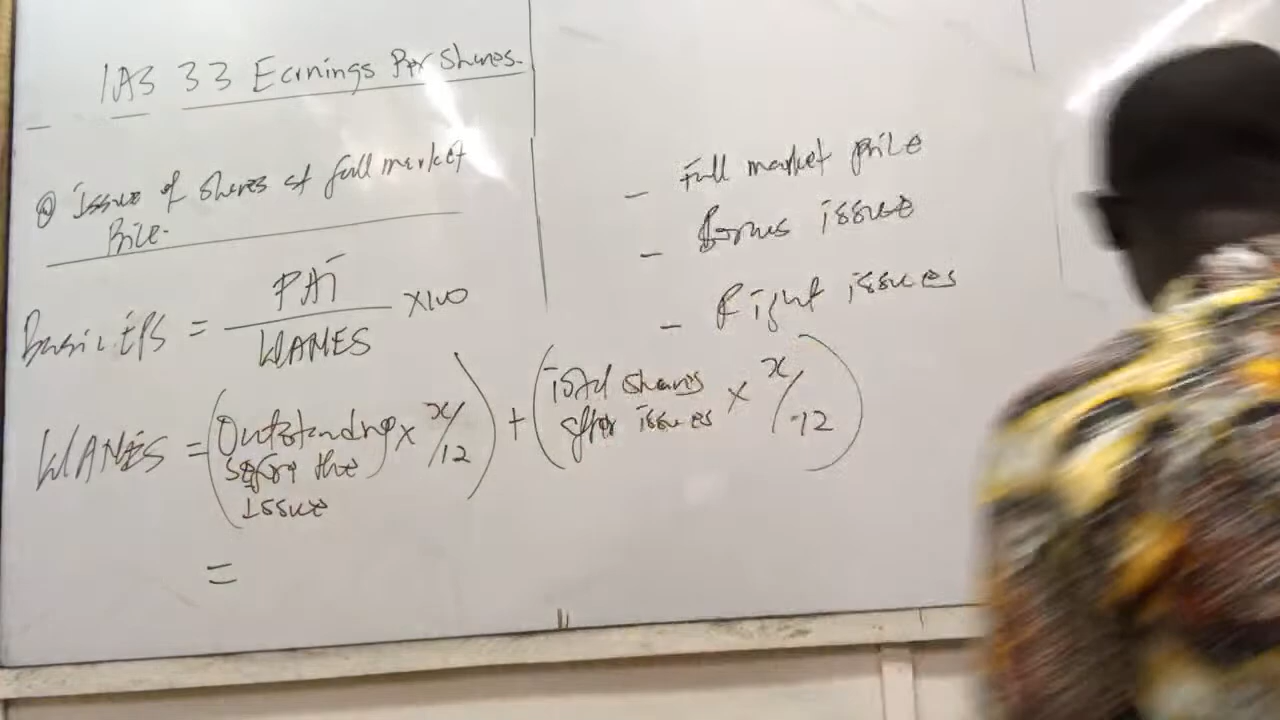 IAS 33 Earnings Per Shares.
@ Issue of shares at full market
Price.
Basic EPS = PAT / WANES X100
WANES = (Outstanding before the issue x x/12) + (Total shares after issues x x/12)
=
- Full market price
- Bonus issue
- Right issues